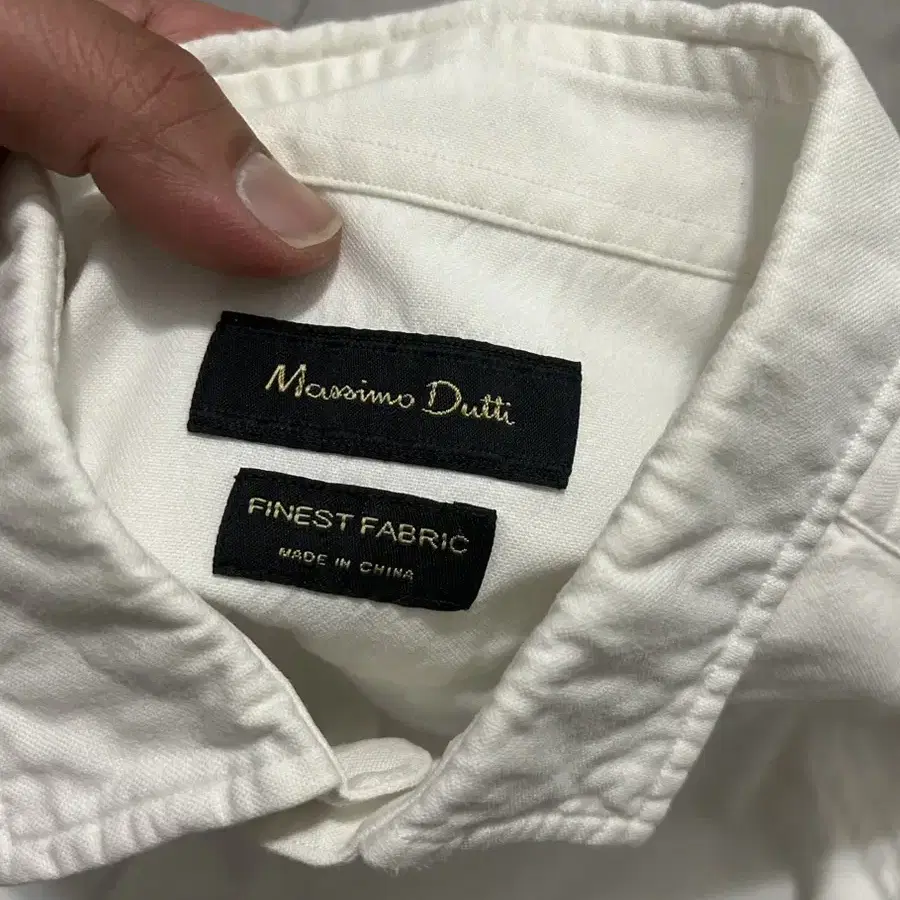 Massimo Dutti
FINEST FABRIC
MADE IN CHINA